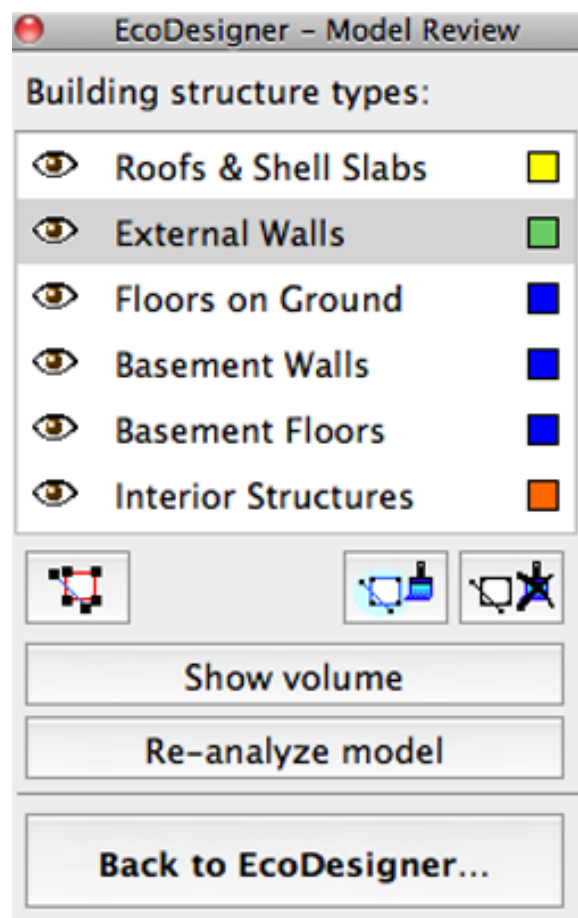 EcoDesigner – Model Review
Building structure types:
Roofs & Shell Slabs
External Walls
Floors on Ground
Basement Walls
Basement Floors
Interior Structures
Show volume
Re-analyze model
Back to EcoDesigner...